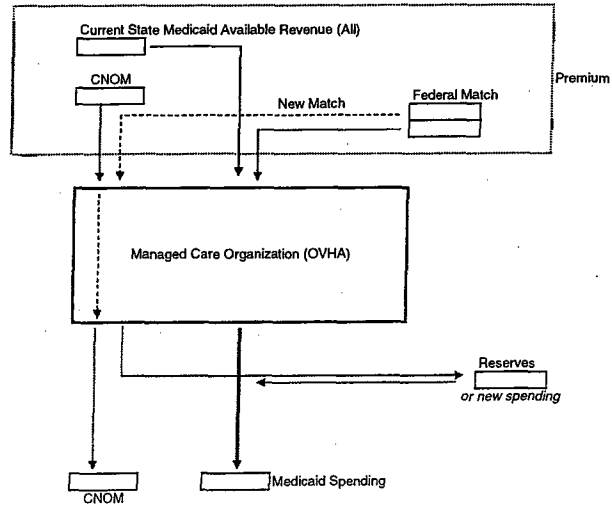 Current State Medicaid Available Revenue (All)
CNOM
New Match
Federal Match
Premium
Managed Care Organization (OVHA)
Reserves
or new spending
Medicaid Spending
CNOM